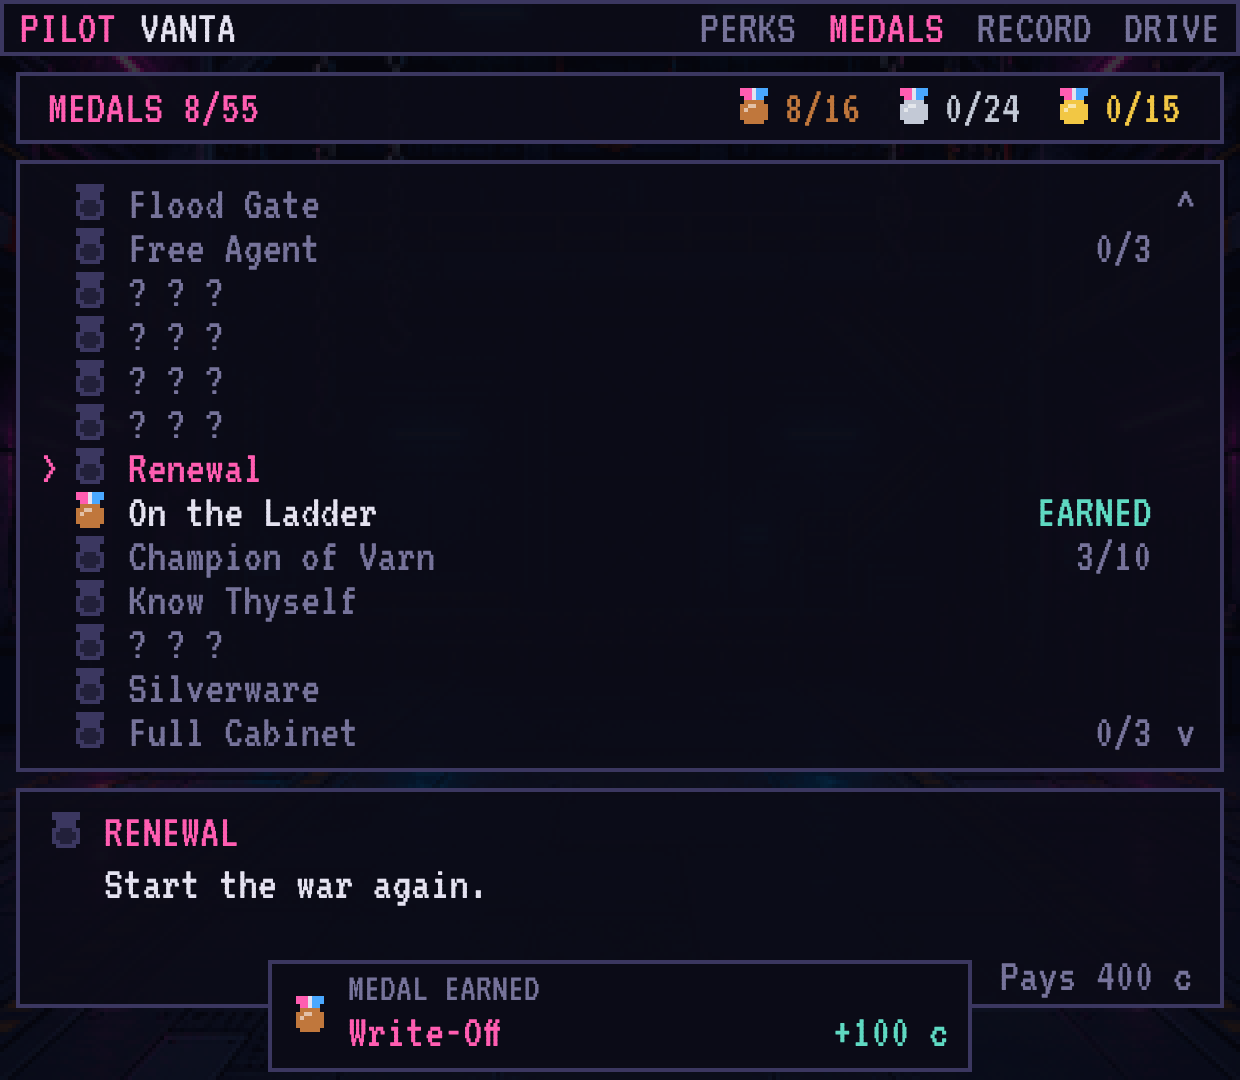 PILOT VANTA PERKS MEDALS RECORD DRIVE
MEDALS 8/55 8/16 0/24 0/15
Flood Gate ^
Free Agent 0/3
? ? ?
? ? ?
? ? ?
? ? ?
> Renewal
On the Ladder EARNED
Champion of Varn 3/10
Know Thyself
? ? ?
Silverware
Full Cabinet 0/3 v
RENEWAL
Start the war again.
Pays 400 c
MEDAL EARNED
Write-Off +100 c